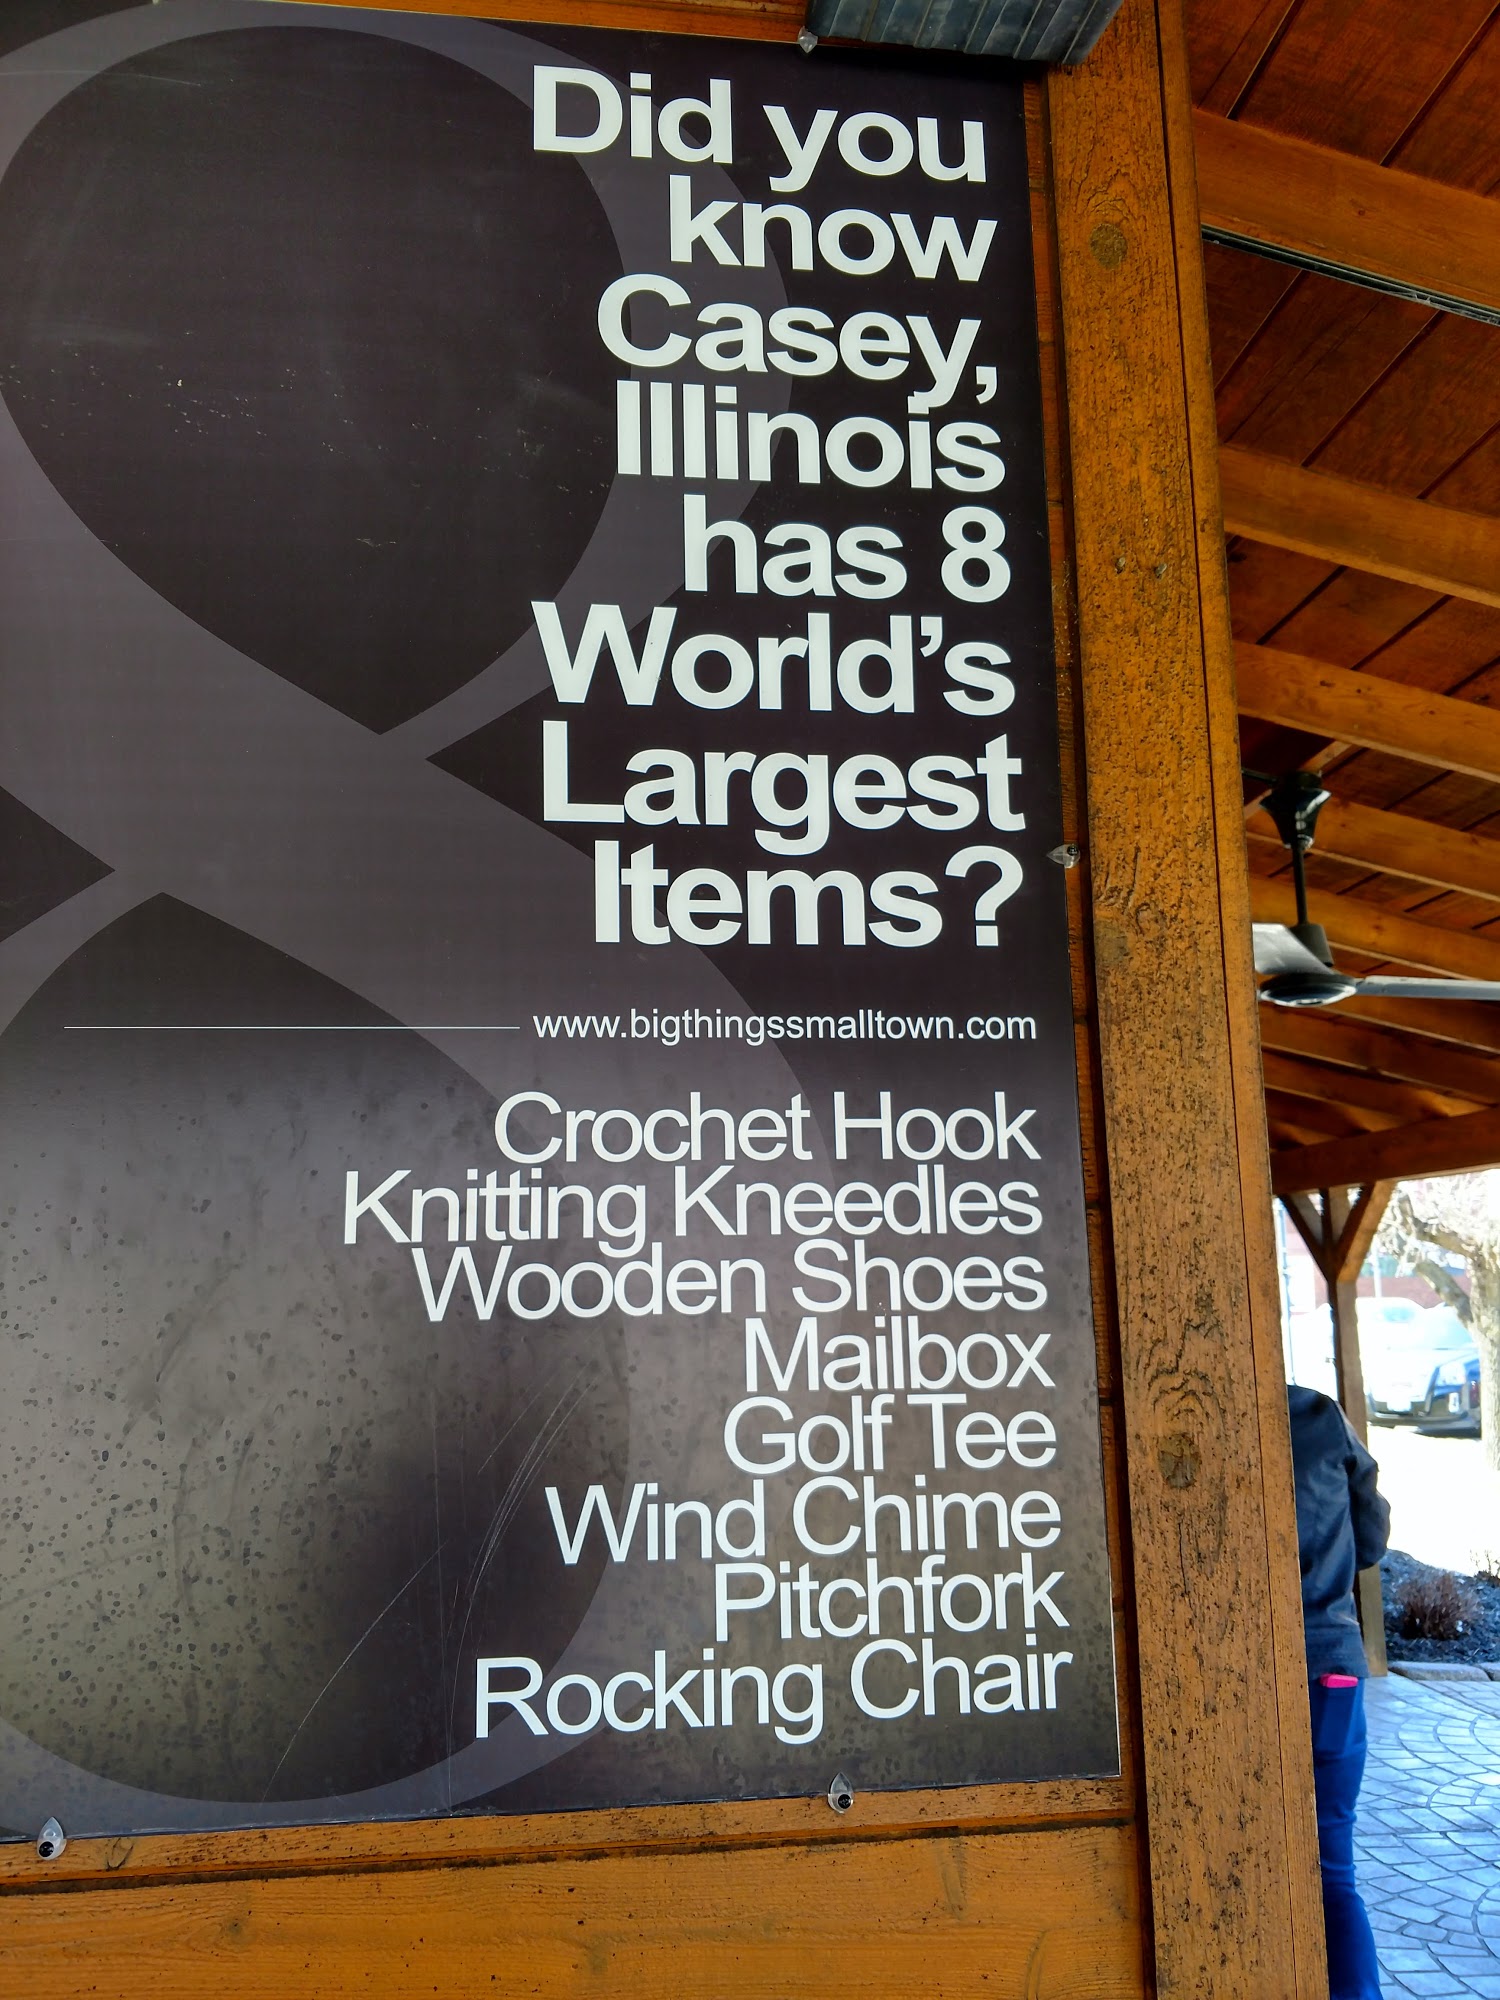 Did you
know
Casey,
Illinois
has 8
World’s
Largest
Items?
www.bigthingssmalltown.com
Crochet Hook
Knitting Kneedles
Wooden Shoes
Mailbox
Golf Tee
Wind Chime
Pitchfork
Rocking Chair